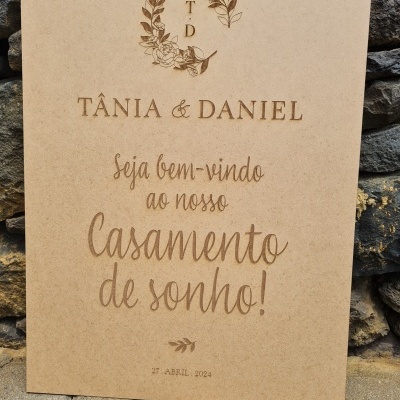 T.D
TÂNIA & DANIEL
Seja bem-vindo
ao nosso
Casamento
de sonho!
27 . ABRIL . 2024